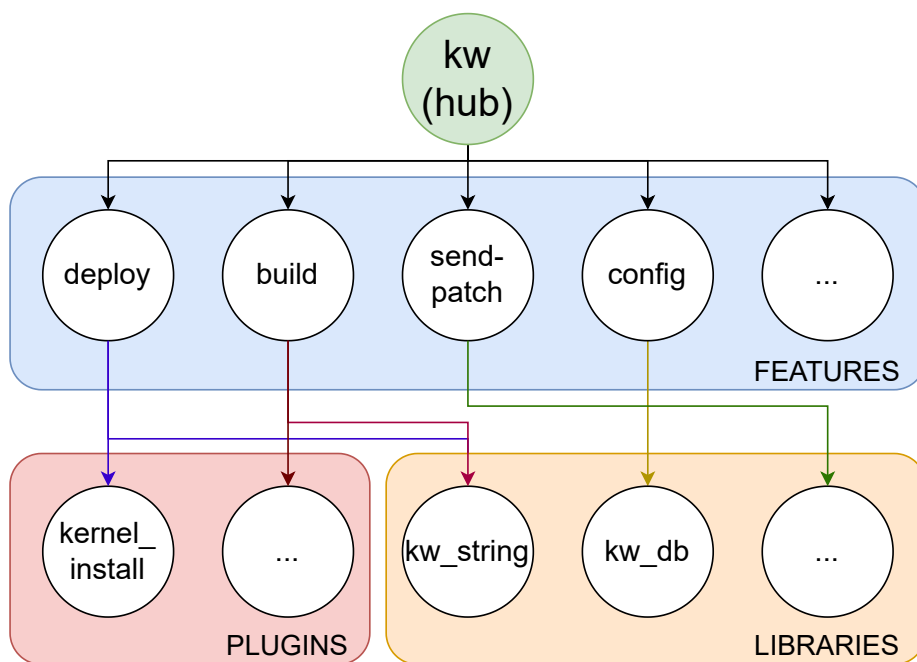 kw
(hub)
deploy
build
send-
patch
config
...
FEATURES
kernel_
install
...
kw_string
kw_db
...
PLUGINS
LIBRARIES